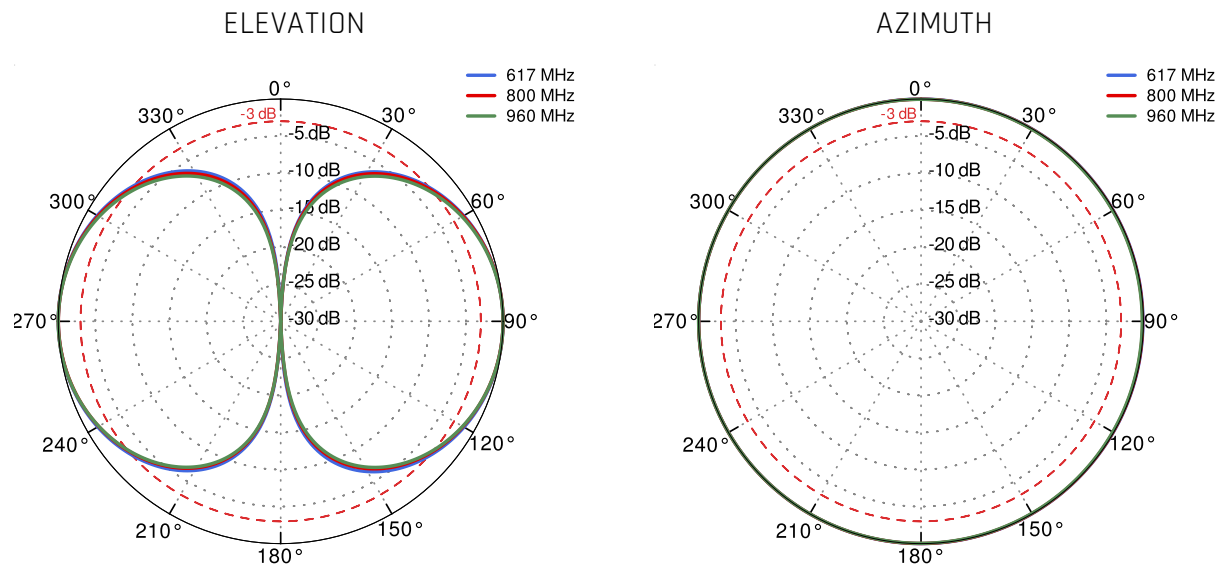 ELEVATION
617 MHz
800 MHz
960 MHz
0°
330°
30°
-3 dB
-5 dB
-10 dB
300°
60°
-15 dB
-20 dB
-25 dB
270°
-30 dB
90°
240°
120°
210°
150°
180°
AZIMUTH
617 MHz
800 MHz
960 MHz
0°
330°
30°
-3 dB
-5 dB
-10 dB
300°
60°
-15 dB
-20 dB
-25 dB
270°
-30 dB
90°
240°
120°
210°
150°
180°